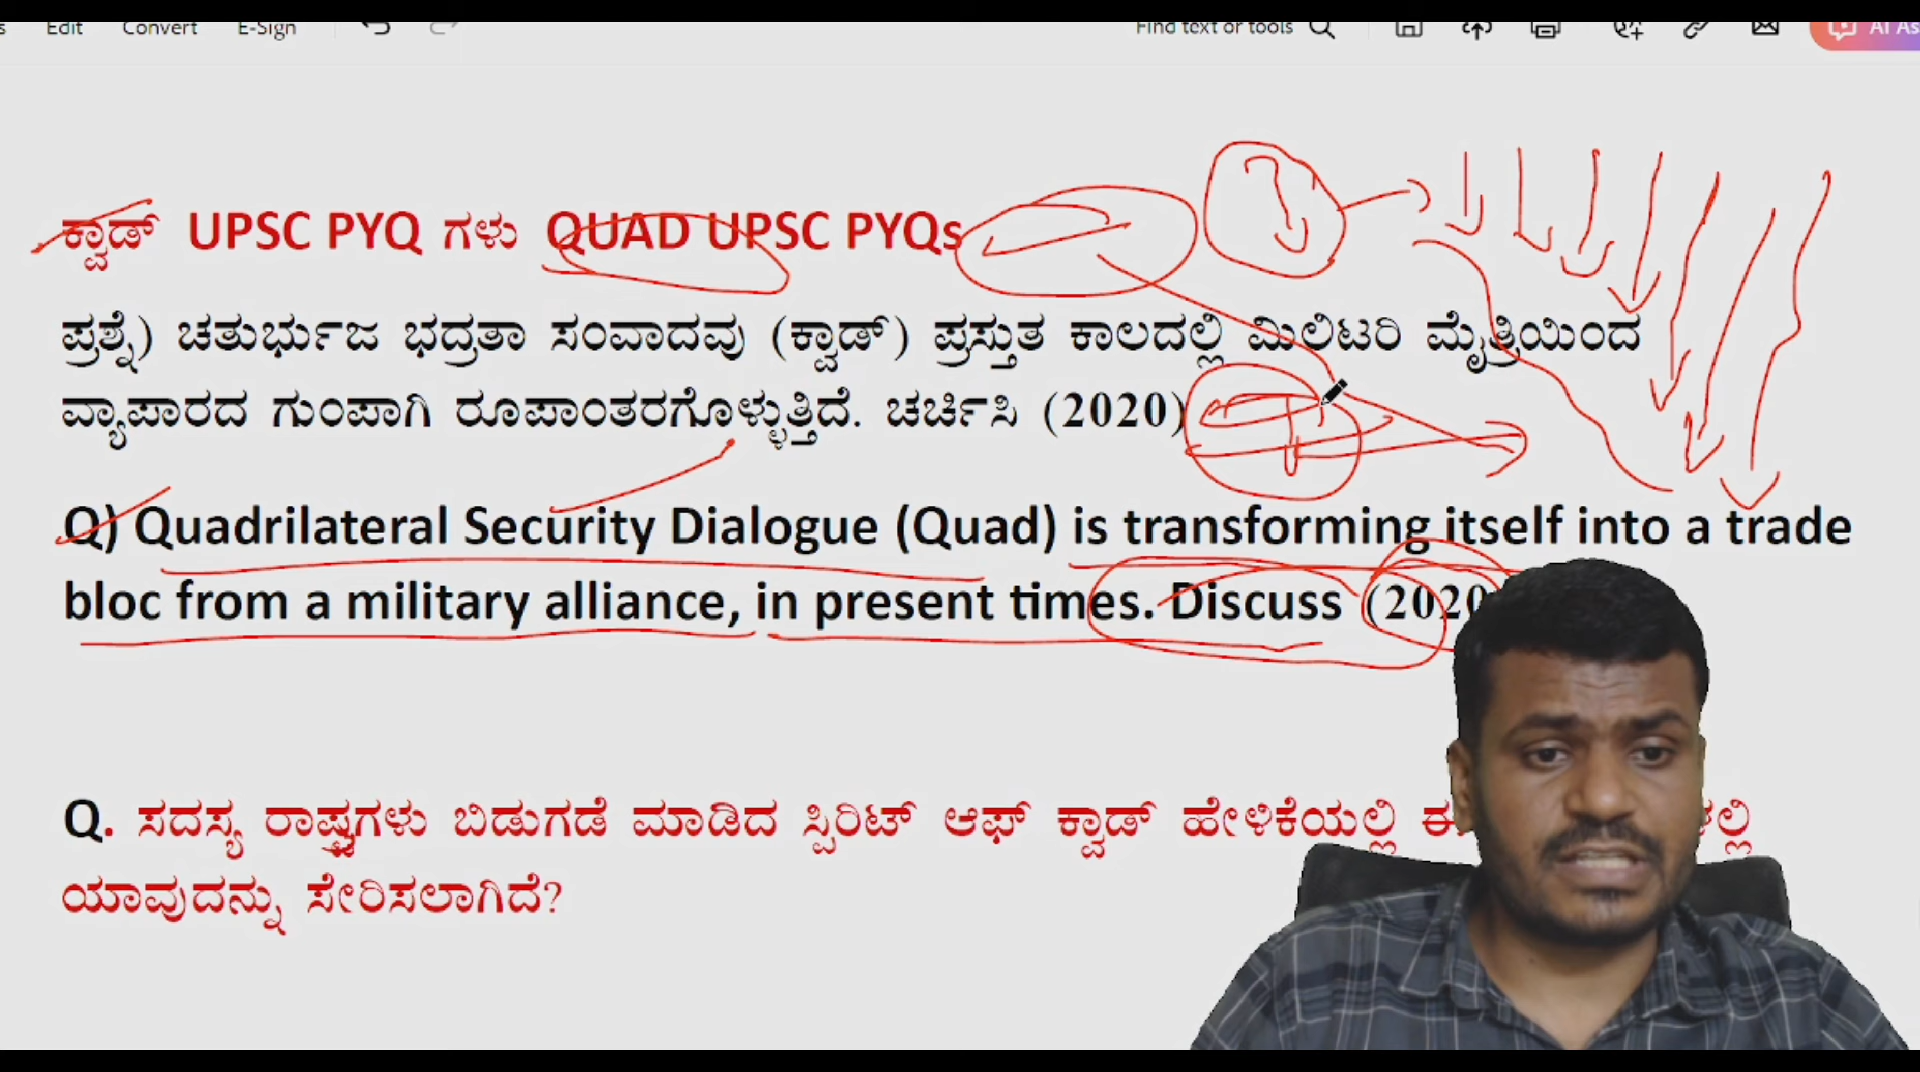 Edit Convert E-Sign Find text or tools
ಕ್ವಾಡ್ UPSC PYQ ಗಳು QUAD UPSC PYQs
ಪ್ರಶ್ನೆ) ಚತುರ್ಭುಜ ಭದ್ರತಾ ಸಂವಾದವು (ಕ್ವಾಡ್) ಪ್ರಸ್ತುತ ಕಾಲದಲ್ಲಿ ಮಿಲಿಟರಿ ಮೈತ್ರಿಯಿಂದ
ವ್ಯಾಪಾರದ ಗುಂಪಾಗಿ ರೂಪಾಂತರಗೊಳ್ಳುತ್ತಿದೆ. ಚರ್ಚಿಸಿ (2020)
Q) Quadrilateral Security Dialogue (Quad) is transforming itself into a trade
bloc from a military alliance, in present times. Discuss (2020
Q. ಸದಸ್ಯ ರಾಷ್ಟ್ರಗಳು ಬಿಡುಗಡೆ ಮಾಡಿದ ಸ್ಪಿರಿಟ್ ಆಫ್ ಕ್ವಾಡ್ ಹೇಳಿಕೆಯಲ್ಲಿ
ಯಾವುದನ್ನು ಸೇರಿಸಲಾಗಿದೆ?